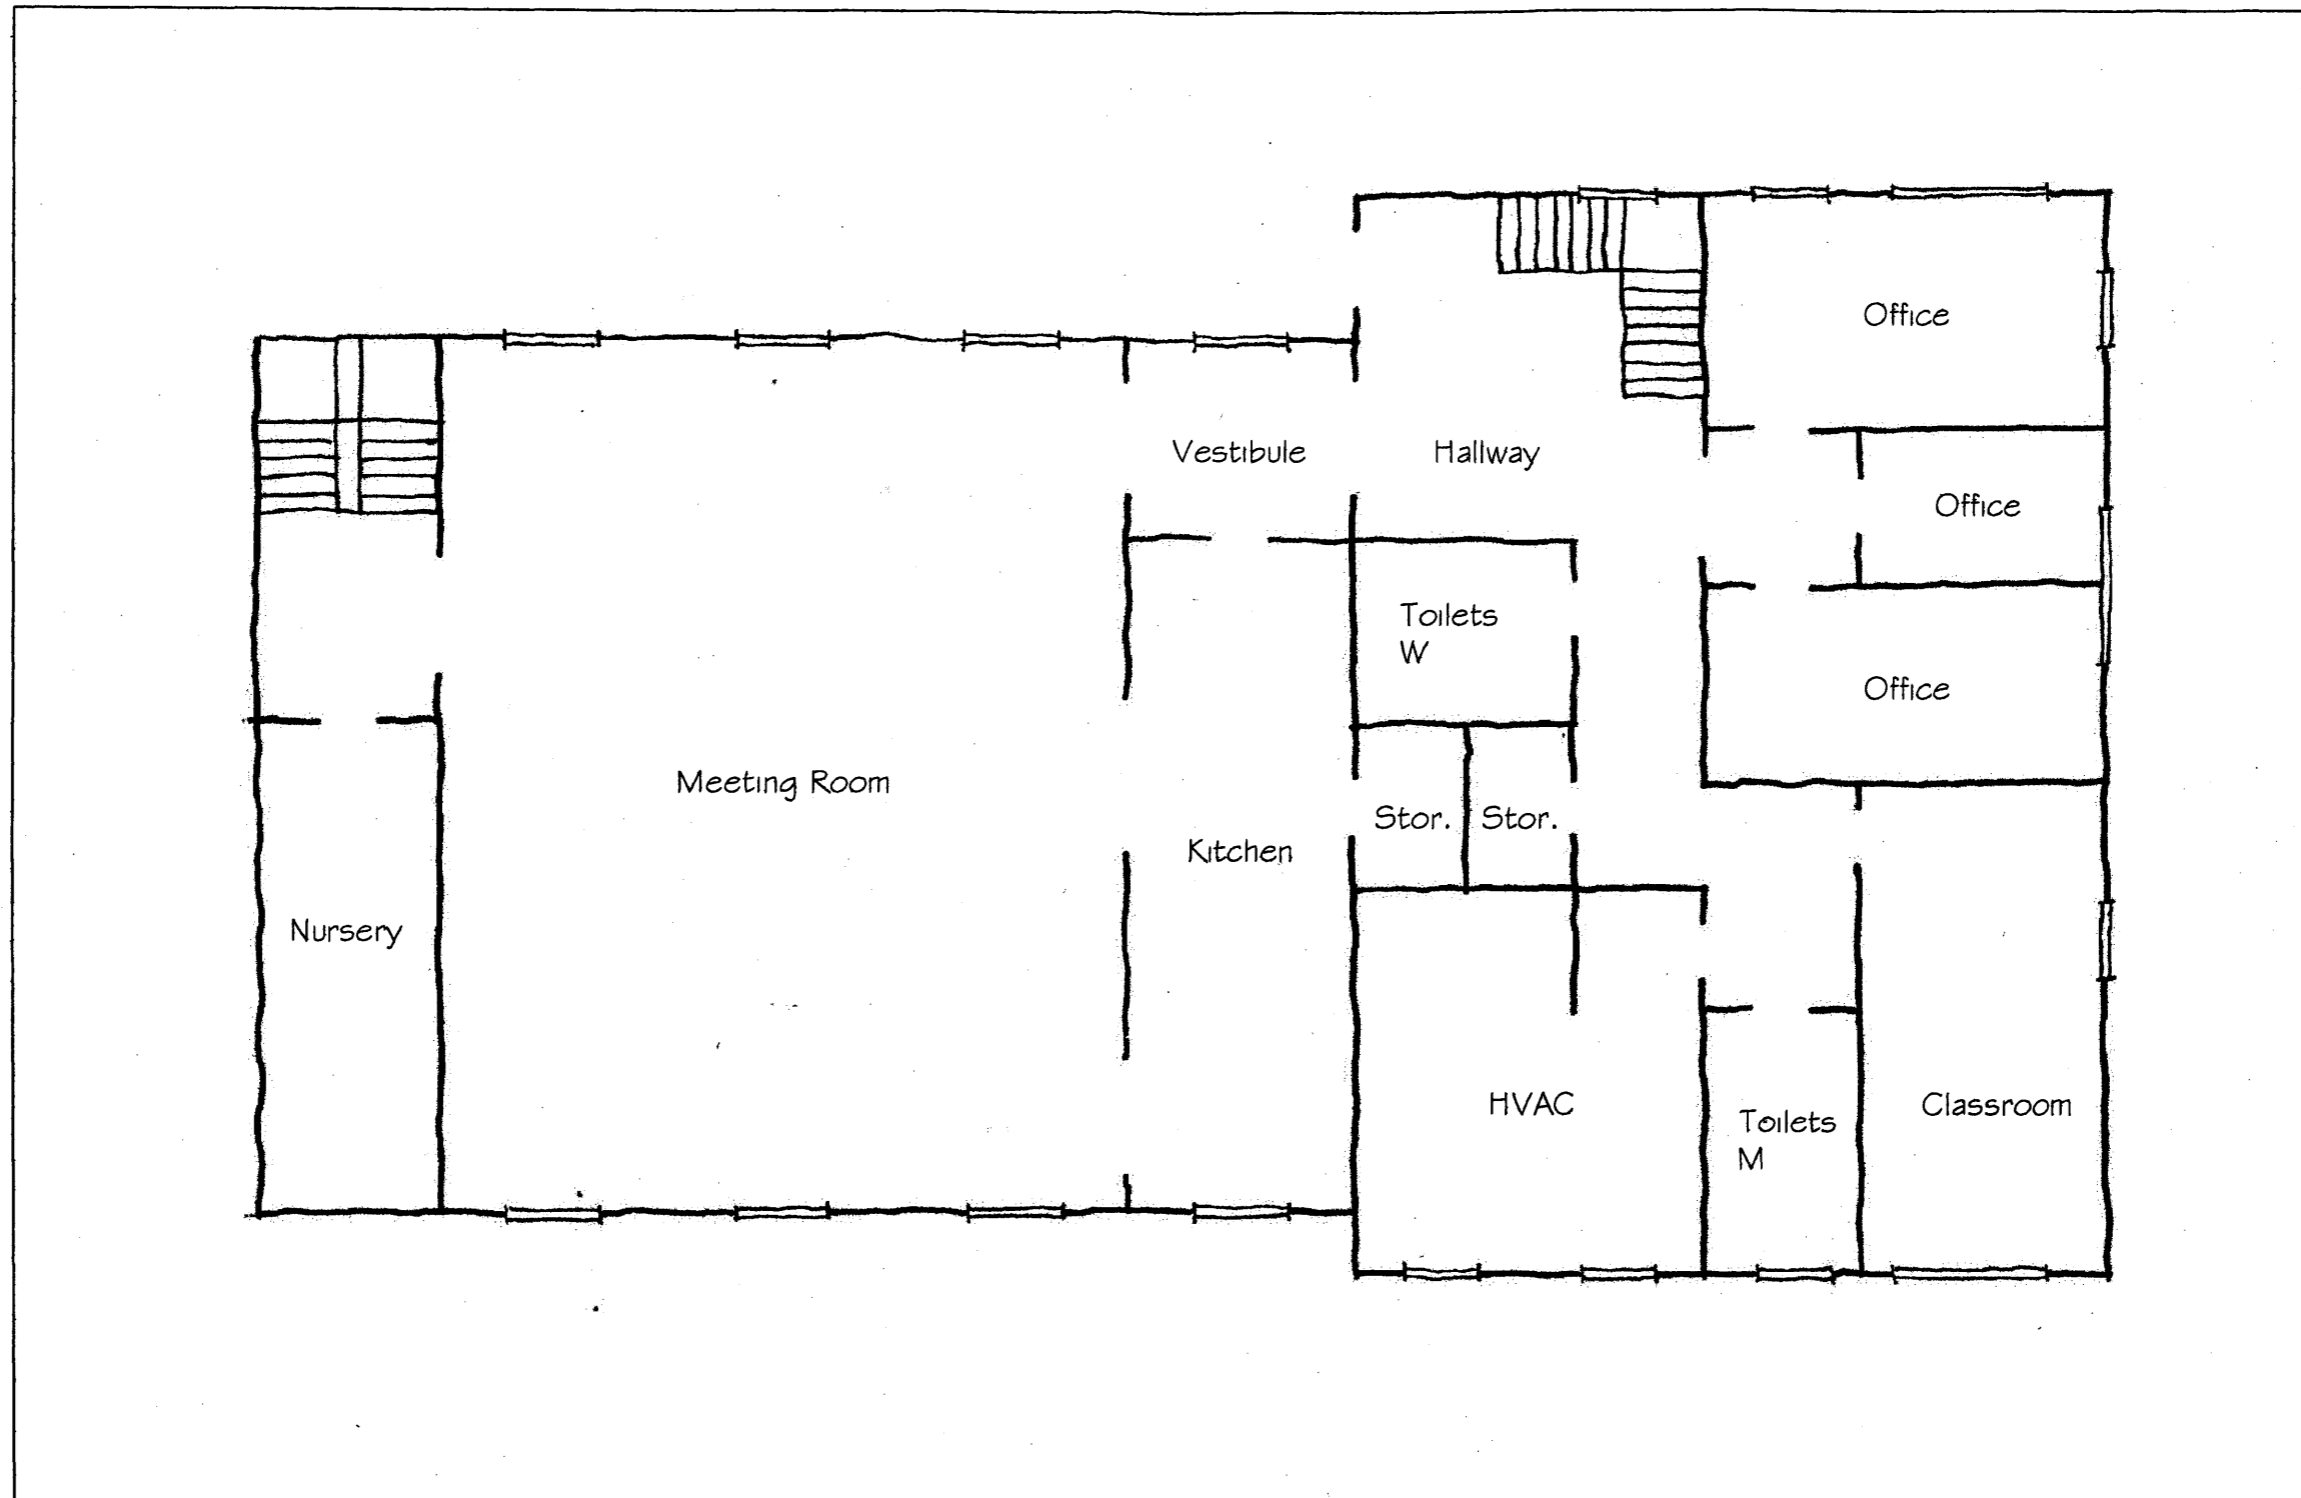 Office
Vestibule
Hallway
Office
Toilets
W
Office
Meeting Room
Stor.
Stor.
Kitchen
Nursery
HVAC
Toilets
M
Classroom